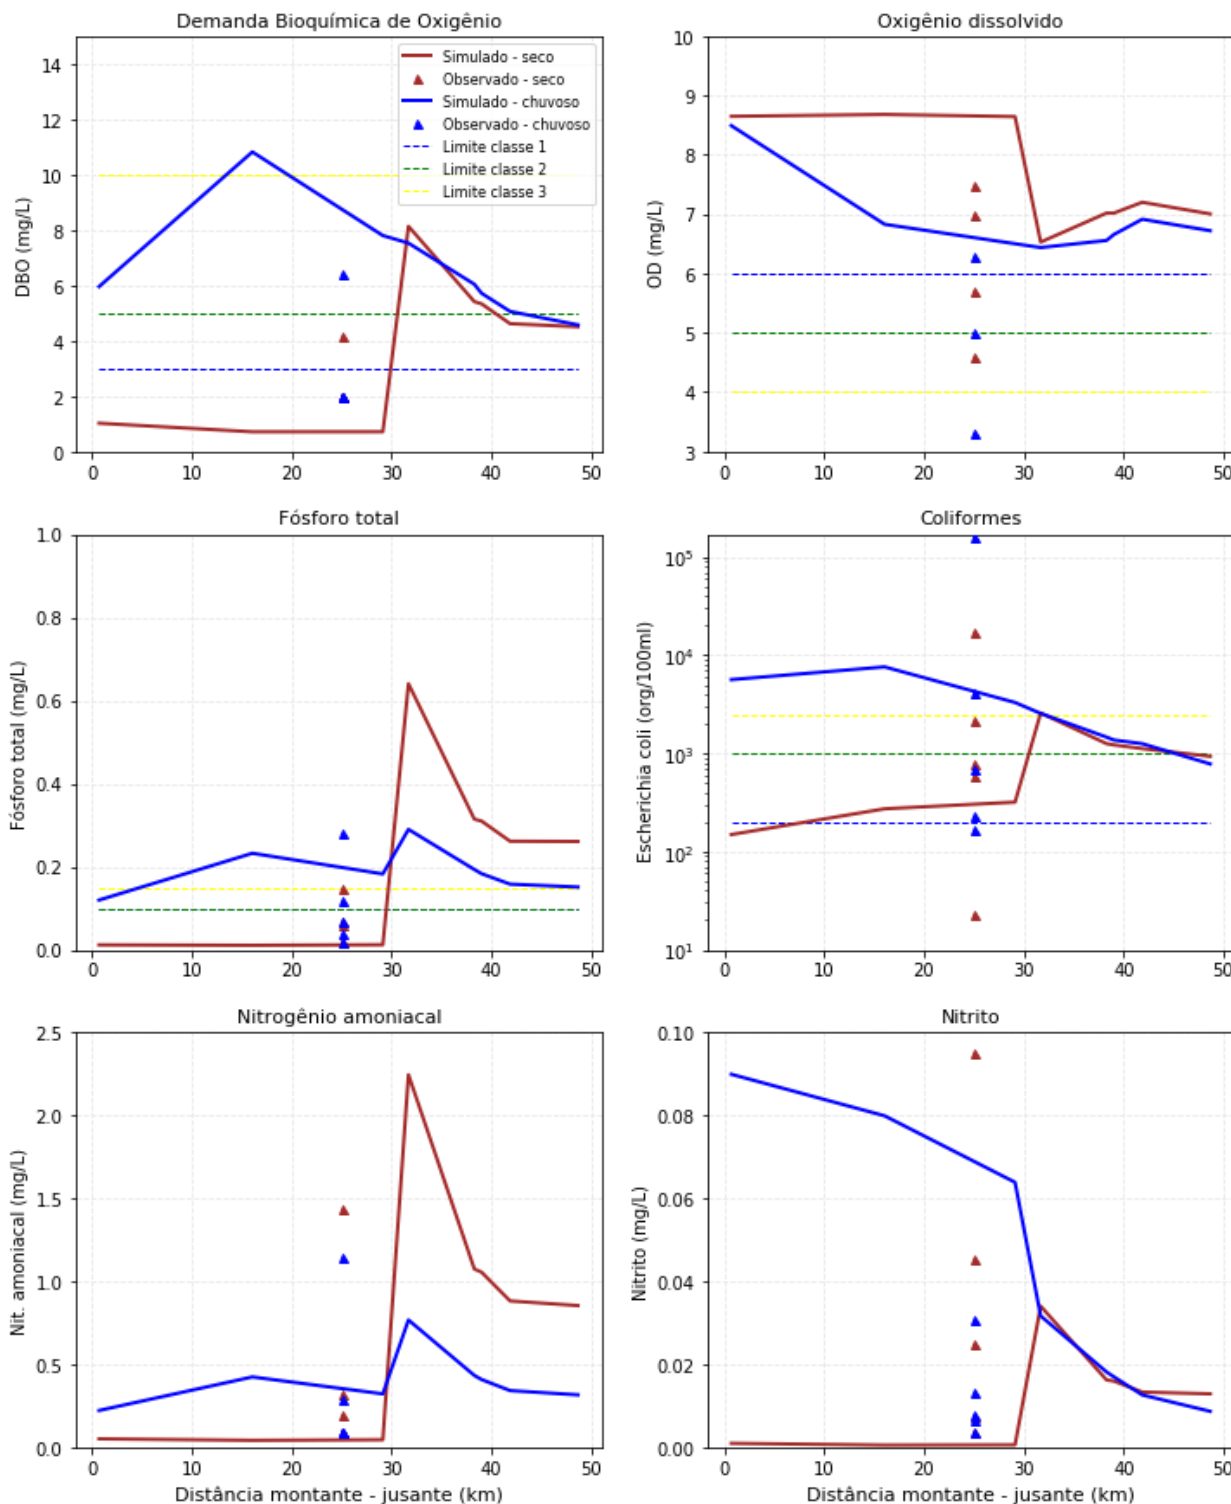 Demanda Bioquímica de Oxigênio
14
12
10
8
6
4
2
0
DBO (mg/L)
Simulado - seco
Observado - seco
Simulado - chuvoso
Observado - chuvoso
Limite classe 1
Limite classe 2
Limite classe 3
0 10 20 30 40 50
Oxigênio dissolvido
10
9
8
7
6
5
4
3
OD (mg/L)
0 10 20 30 40 50
Fósforo total
1.0
0.8
0.6
0.4
0.2
0.0
Fósforo total (mg/L)
0 10 20 30 40 50
Coliformes
10⁵
10⁴
10³
10²
10¹
Escherichia coli (org/100ml)
0 10 20 30 40 50
Nitrogênio amoniacal
2.5
2.0
1.5
1.0
0.5
0.0
Nit. amoniacal (mg/L)
0 10 20 30 40 50
Distância montante - jusante (km)
Nitrito
0.10
0.08
0.06
0.04
0.02
0.00
Nitrito (mg/L)
0 10 20 30 40 50
Distância montante - jusante (km)